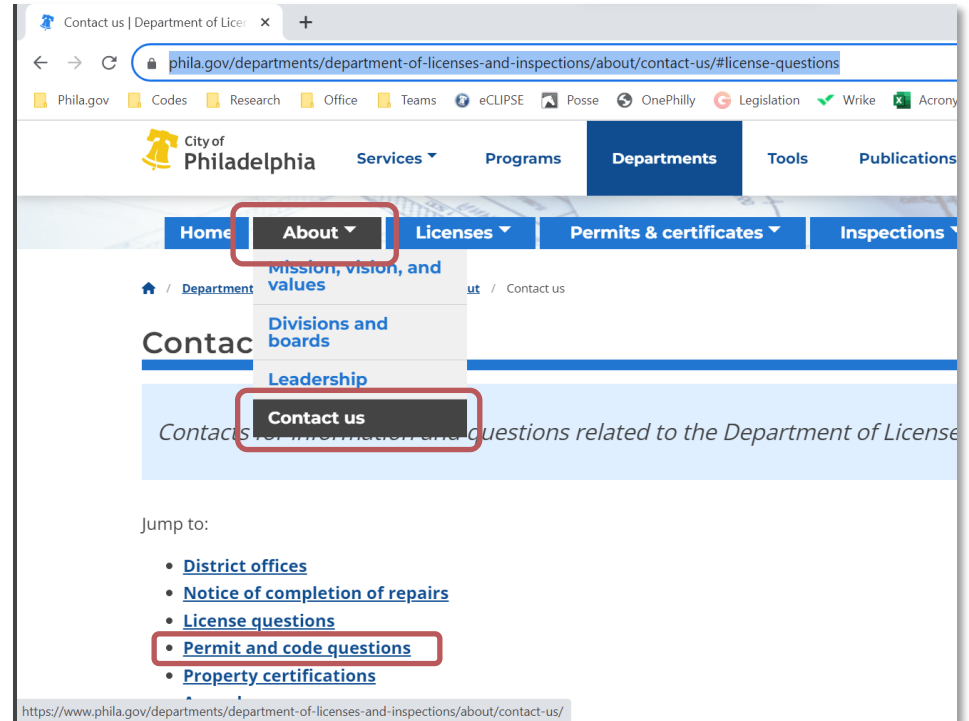 Contact us | Department of Licen
phila.gov/departments/department-of-licenses-and-inspections/about/contact-us/#license-questions
Phila.gov Codes Research Office Teams eCLIPSE Posse OnePhilly Legislation Wrike Acrony
City of
Philadelphia
Services Programs Departments Tools Publications
Home About Licenses Permits & certificates Inspections
Mission, vision, and
values
Department ut / Contact us
Divisions and
boards
Contac
Leadership
Contact us
Contacts for information and questions related to the Department of License
Jump to:
District offices
Notice of completion of repairs
License questions
Permit and code questions
Property certifications
https://www.phila.gov/departments/department-of-licenses-and-inspections/about/contact-us/